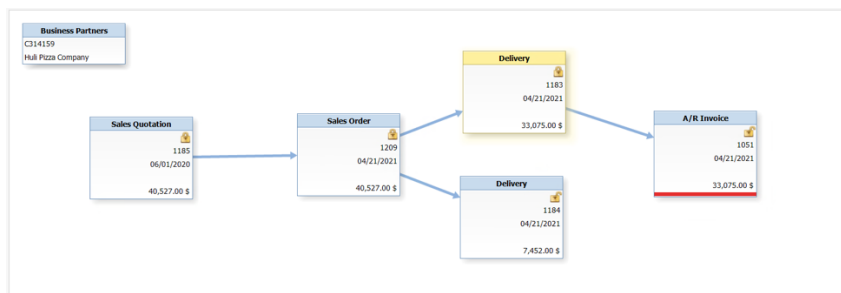 Business Partners
C314159
Huli Pizza Company
Sales Quotation
1185
06/01/2020
40,527.00 $
Sales Order
1209
04/21/2021
40,527.00 $
Delivery
1183
04/21/2021
33,075.00 $
Delivery
1184
04/21/2021
7,452.00 $
A/R Invoice
1051
04/21/2021
33,075.00 $